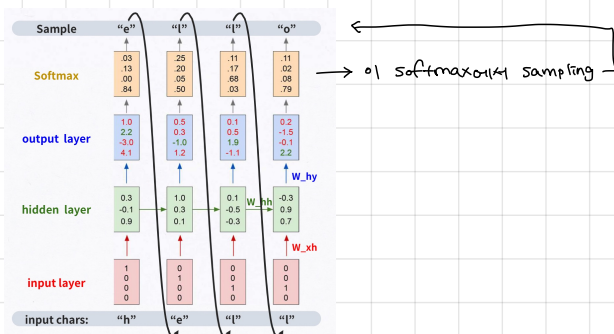 Sample “e” “l” “l” “o”
→ 이 softmax에서 sampling
Softmax
.03 .25 .11 .11
.13 .20 .17 .02
.00 .05 .68 .08
.84 .50 .03 .79
output layer
1.0 0.5 0.1 0.2
2.2 0.3 0.5 -1.5
-3.0 -1.0 1.9 -0.1
4.1 1.2 -1.1 2.2
W_hy
hidden layer
0.3 1.0 0.1 -0.3
-0.1 0.3 -0.5 0.9
0.9 0.1 -0.3 0.7
W_hh
W_xh
input layer
1 0 0 0
0 1 0 0
0 0 1 1
0 0 0 0
input chars: “h” “e” “l” “l”